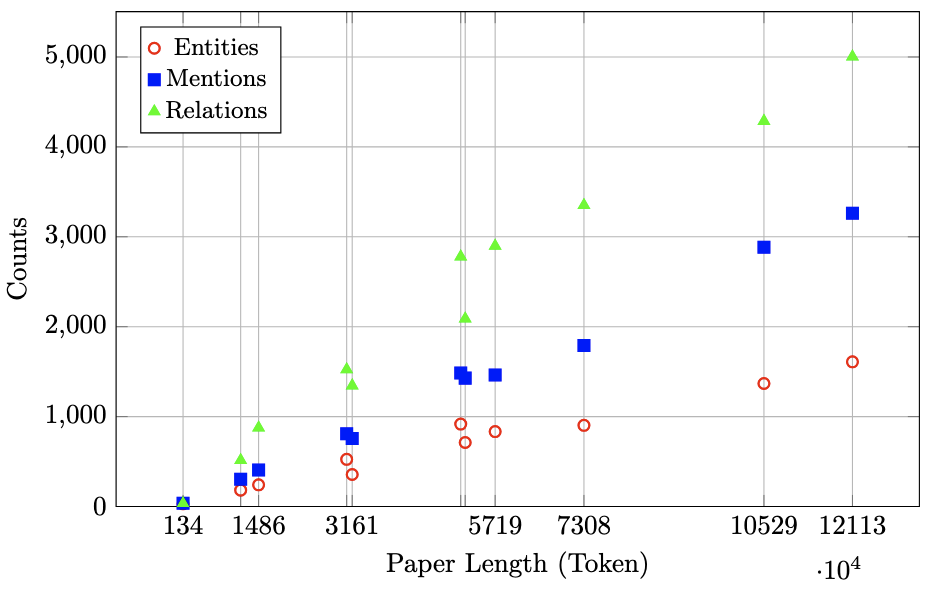 5,000
4,000
3,000
2,000
1,000
0
Counts
Entities
Mentions
Relations
134 1486 3161 5719 7308 10529 12113
Paper Length (Token)
·10⁴